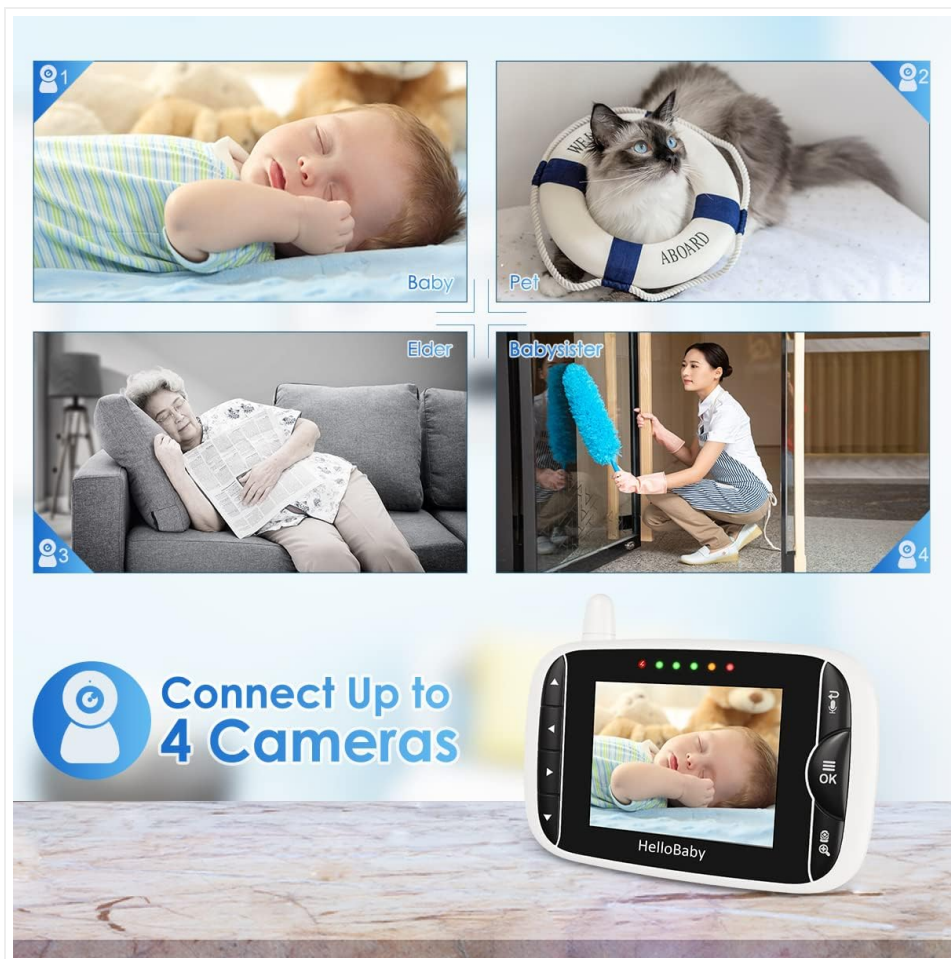 1
2
WE
ABOARD
Baby
Pet
Elder
Babysister
3
4
Connect Up to
4 Cameras
OK
HelloBaby